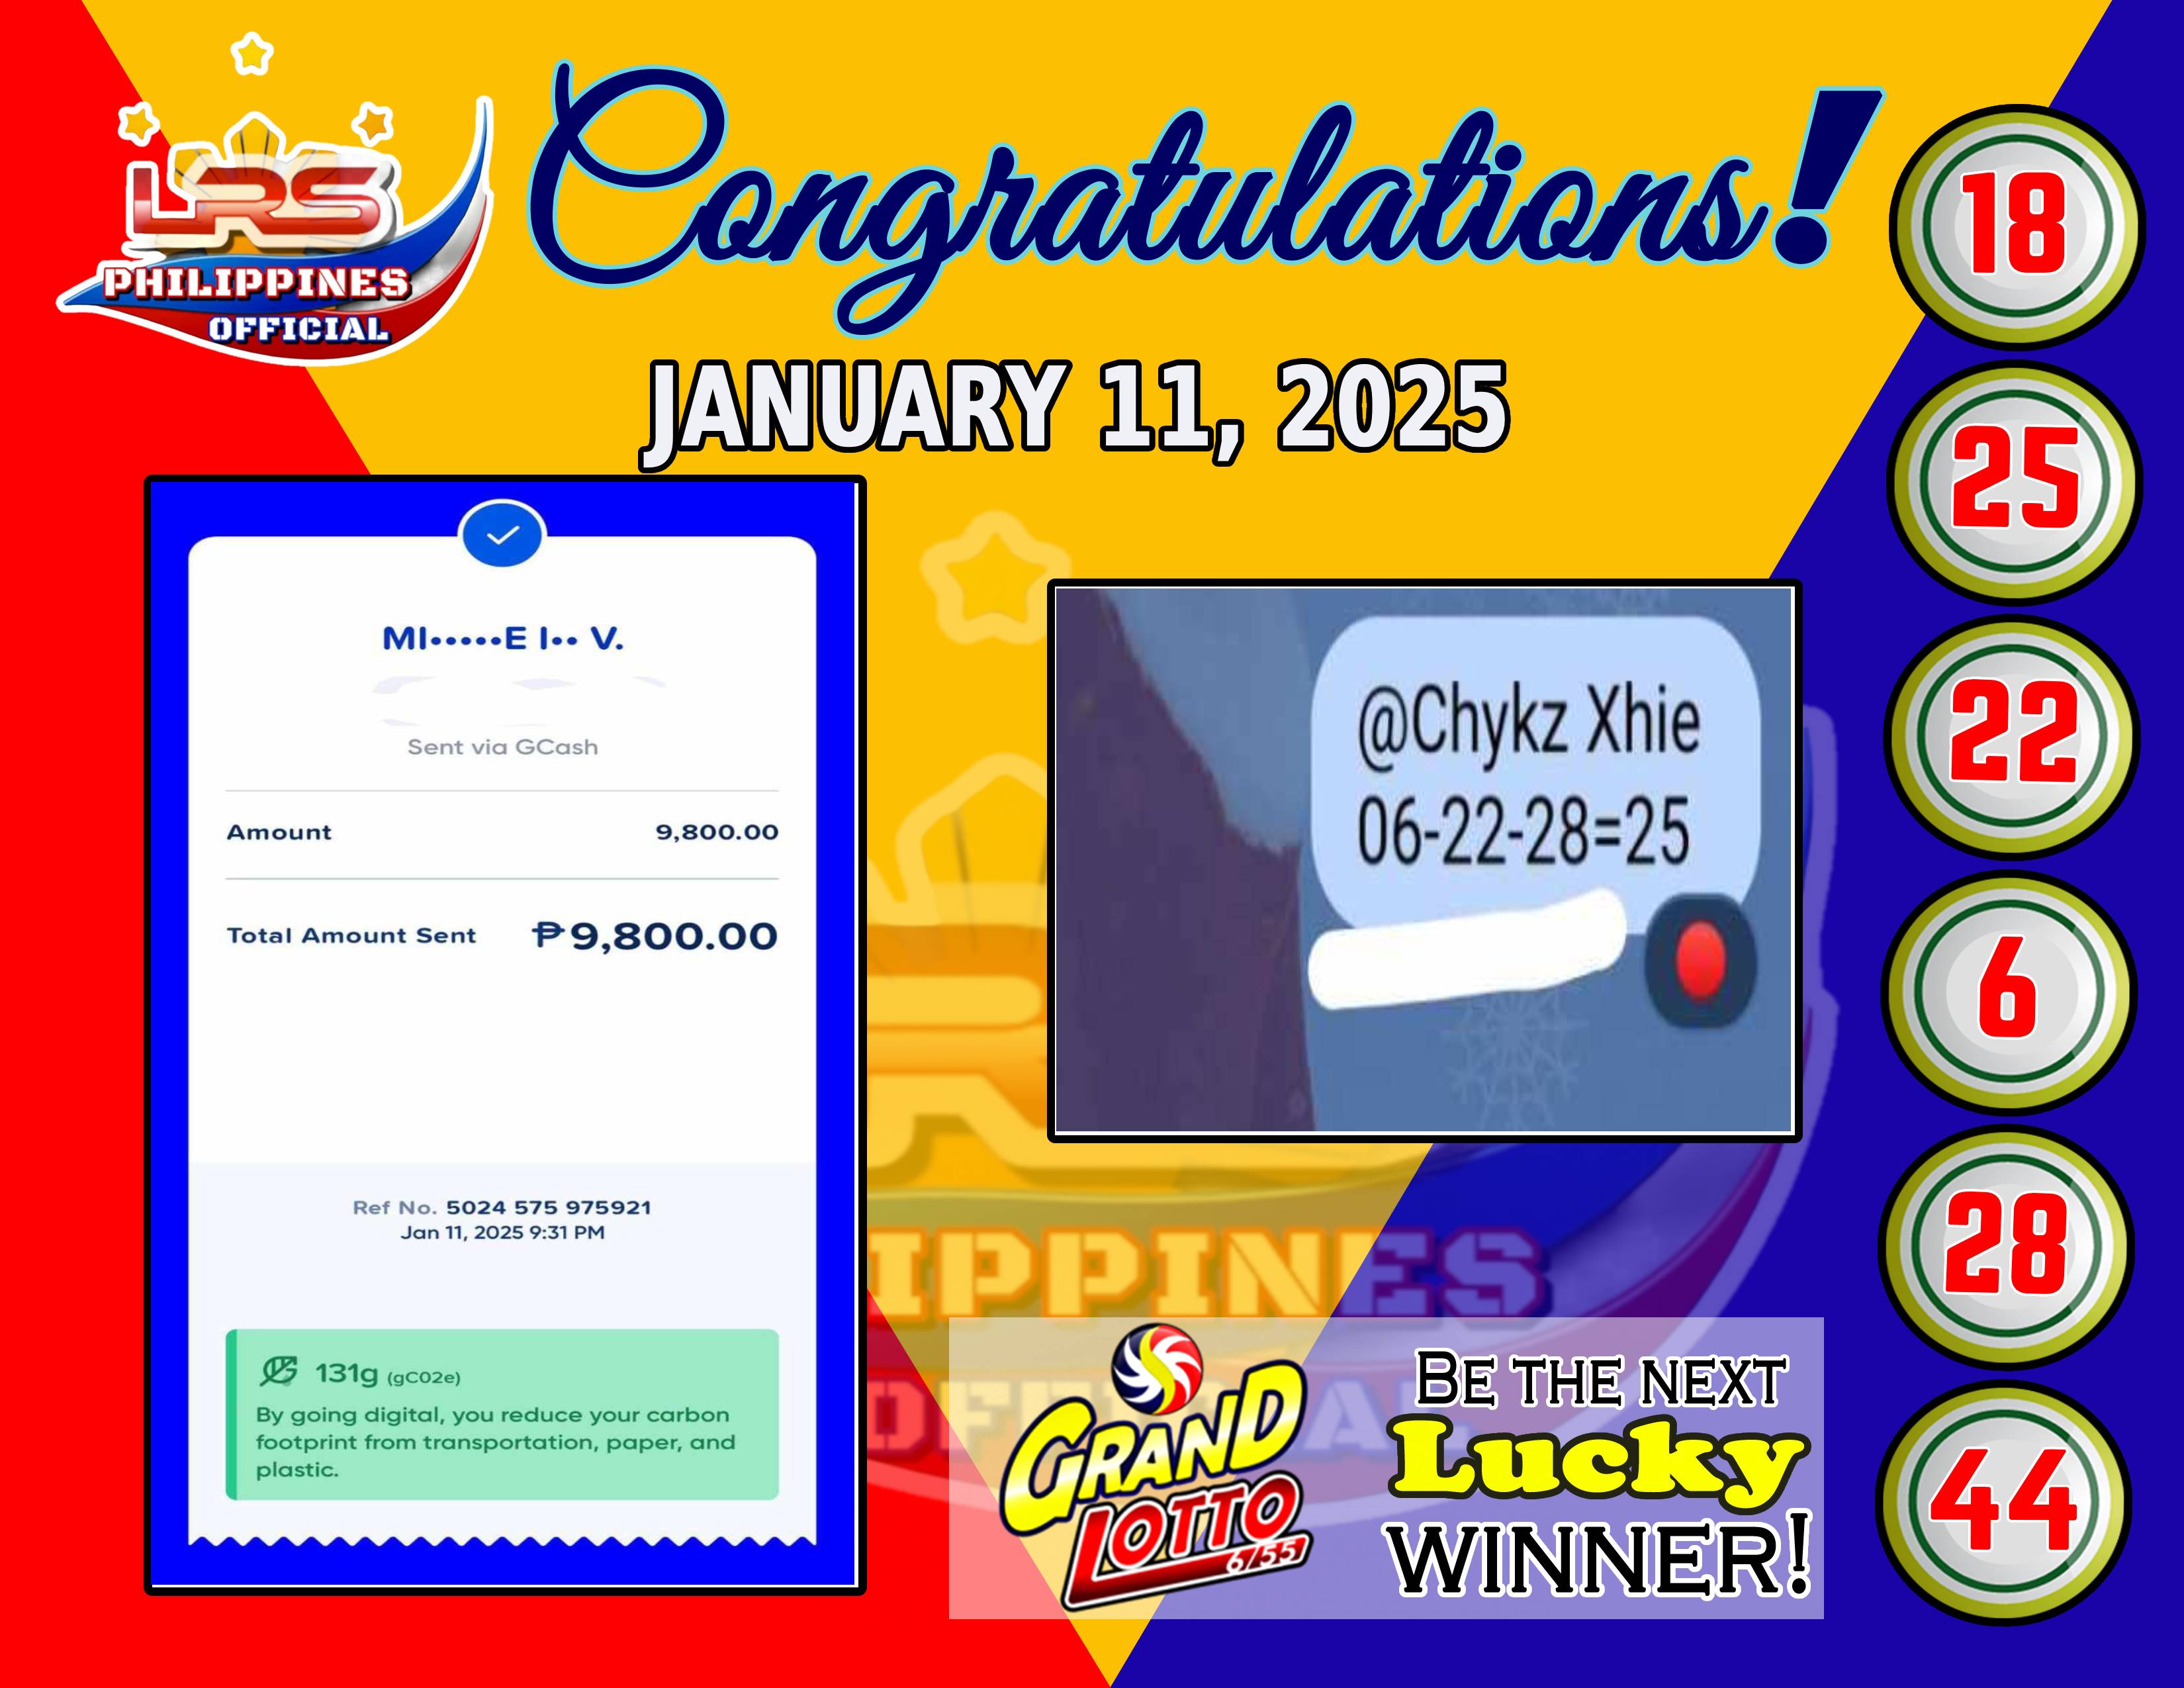 LRS
PHILIPPINES
OFFICIAL
Congratulations!
JANUARY 11, 2025
MI•••••E I•• V.
Sent via GCash
Amount 9,800.00
Total Amount Sent ₱9,800.00
Ref No. 5024 575 975921
Jan 11, 2025 9:31 PM
131g (gCO2e)
By going digital, you reduce your carbon
footprint from transportation, paper, and
plastic.
@Chykz Xhie
06-22-28=25
IPPINES
OFFICIAL
GRAND
LOTTO
6/55
BE THE NEXT
Lucky
WINNER!
18
25
22
6
28
44